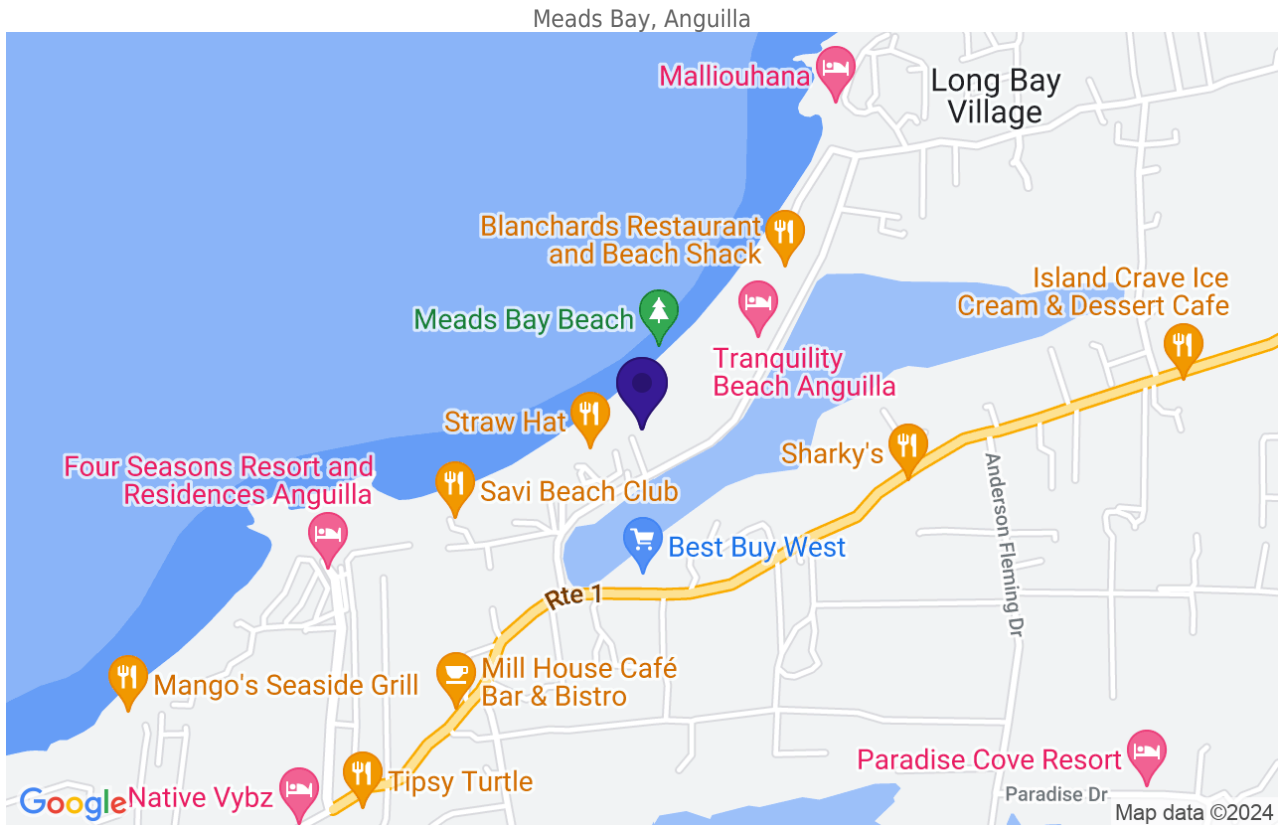 Meads Bay, Anguilla
Malliouhana
Long Bay
Village
Blanchards Restaurant
and Beach Shack
Island Crave Ice
Cream & Dessert Cafe
Meads Bay Beach
Tranquility
Beach Anguilla
Straw Hat
Sharky's
Four Seasons Resort and
Residences Anguilla
Savi Beach Club
Anderson Fleming Dr
Best Buy West
Rte 1
Mill House Café
Bar & Bistro
Mango's Seaside Grill
Paradise Cove Resort
Tipsy Turtle
Native Vybz
Google
Paradise Dr
Map data ©2024